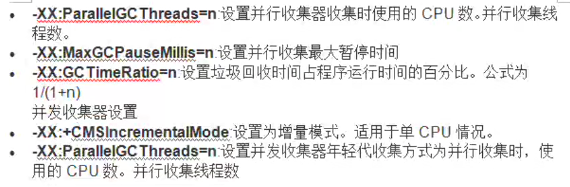 -XX:ParallelGCThreads=n:设置并行收集器收集时使用的 CPU 数。并行收集线
程数。
-XX:MaxGCPauseMillis=n:设置并行收集最大暂停时间
-XX:GCTimeRatio=n:设置垃圾回收时间占程序运行时间的百分比。公式为
1/(1+n)
并发收集器设置
-XX:+CMSIncrementalMode:设置为增量模式。适用于单 CPU 情况。
-XX:ParallelGCThreads=n:设置并发收集器年轻代收集方式为并行收集时，使
用的 CPU 数。并行收集线程数